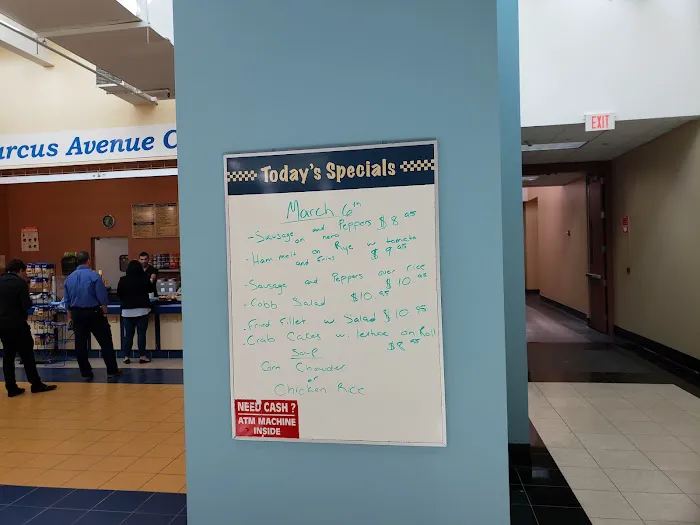 arcus Avenue C
EXIT
Today's Specials
March 6th
- Sausage and Peppers $8.95
on hero
- Ham melt on Rye w tomato
and fries $9.95
- Sausage and Peppers over rice
$10.95
- Cobb Salad $10.95
- Fried Fillet w Salad $10.95
- Crab Cakes w lettuce on Roll
$8.95
Soup
Corn Chowder
or
Chicken Rice
NEED CASH?
ATM MACHINE
INSIDE